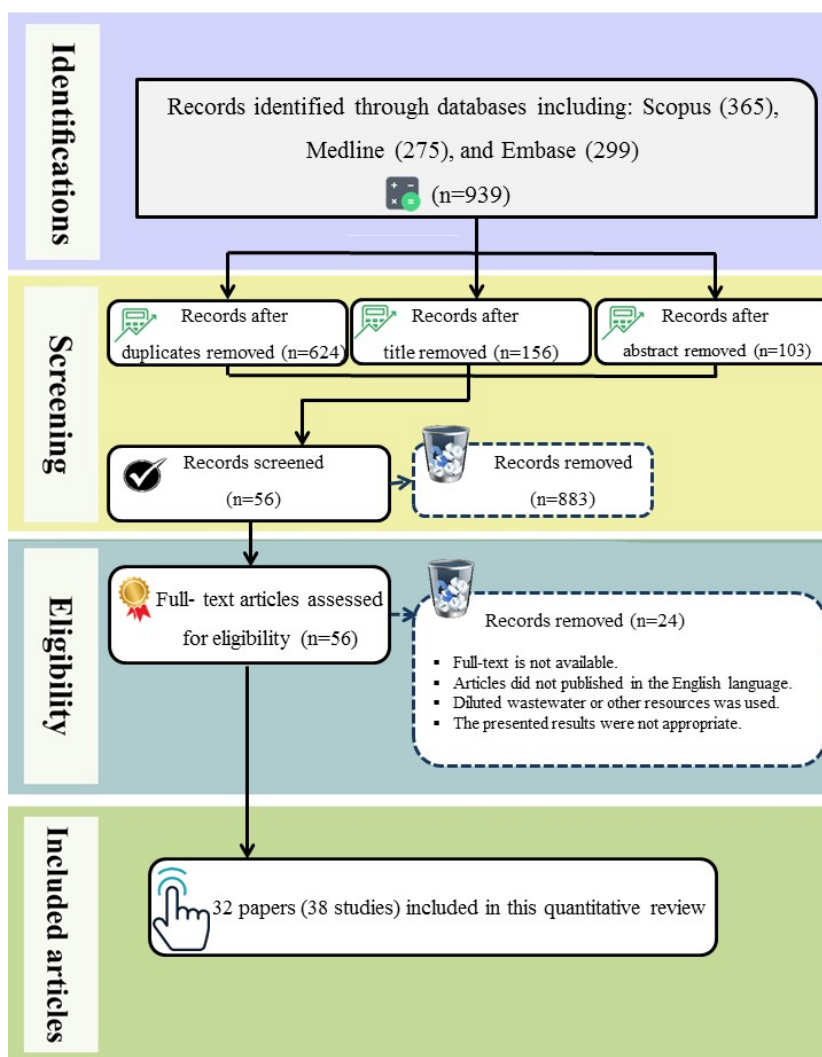 Identifications
Records identified through databases including: Scopus (365),
Medline (275), and Embase (299)
(n=939)
Screening
Records after
duplicates removed (n=624)
Records after
title removed (n=156)
Records after
abstract removed (n=103)
Records screened
(n=56)
Records removed
(n=883)
Eligibility
Full- text articles assessed
for eligibility (n=56)
Records removed (n=24)
▪ Full-text is not available.
▪ Articles did not published in the English language.
▪ Diluted wastewater or other resources was used.
▪ The presented results were not appropriate.
Included articles
32 papers (38 studies) included in this quantitative review